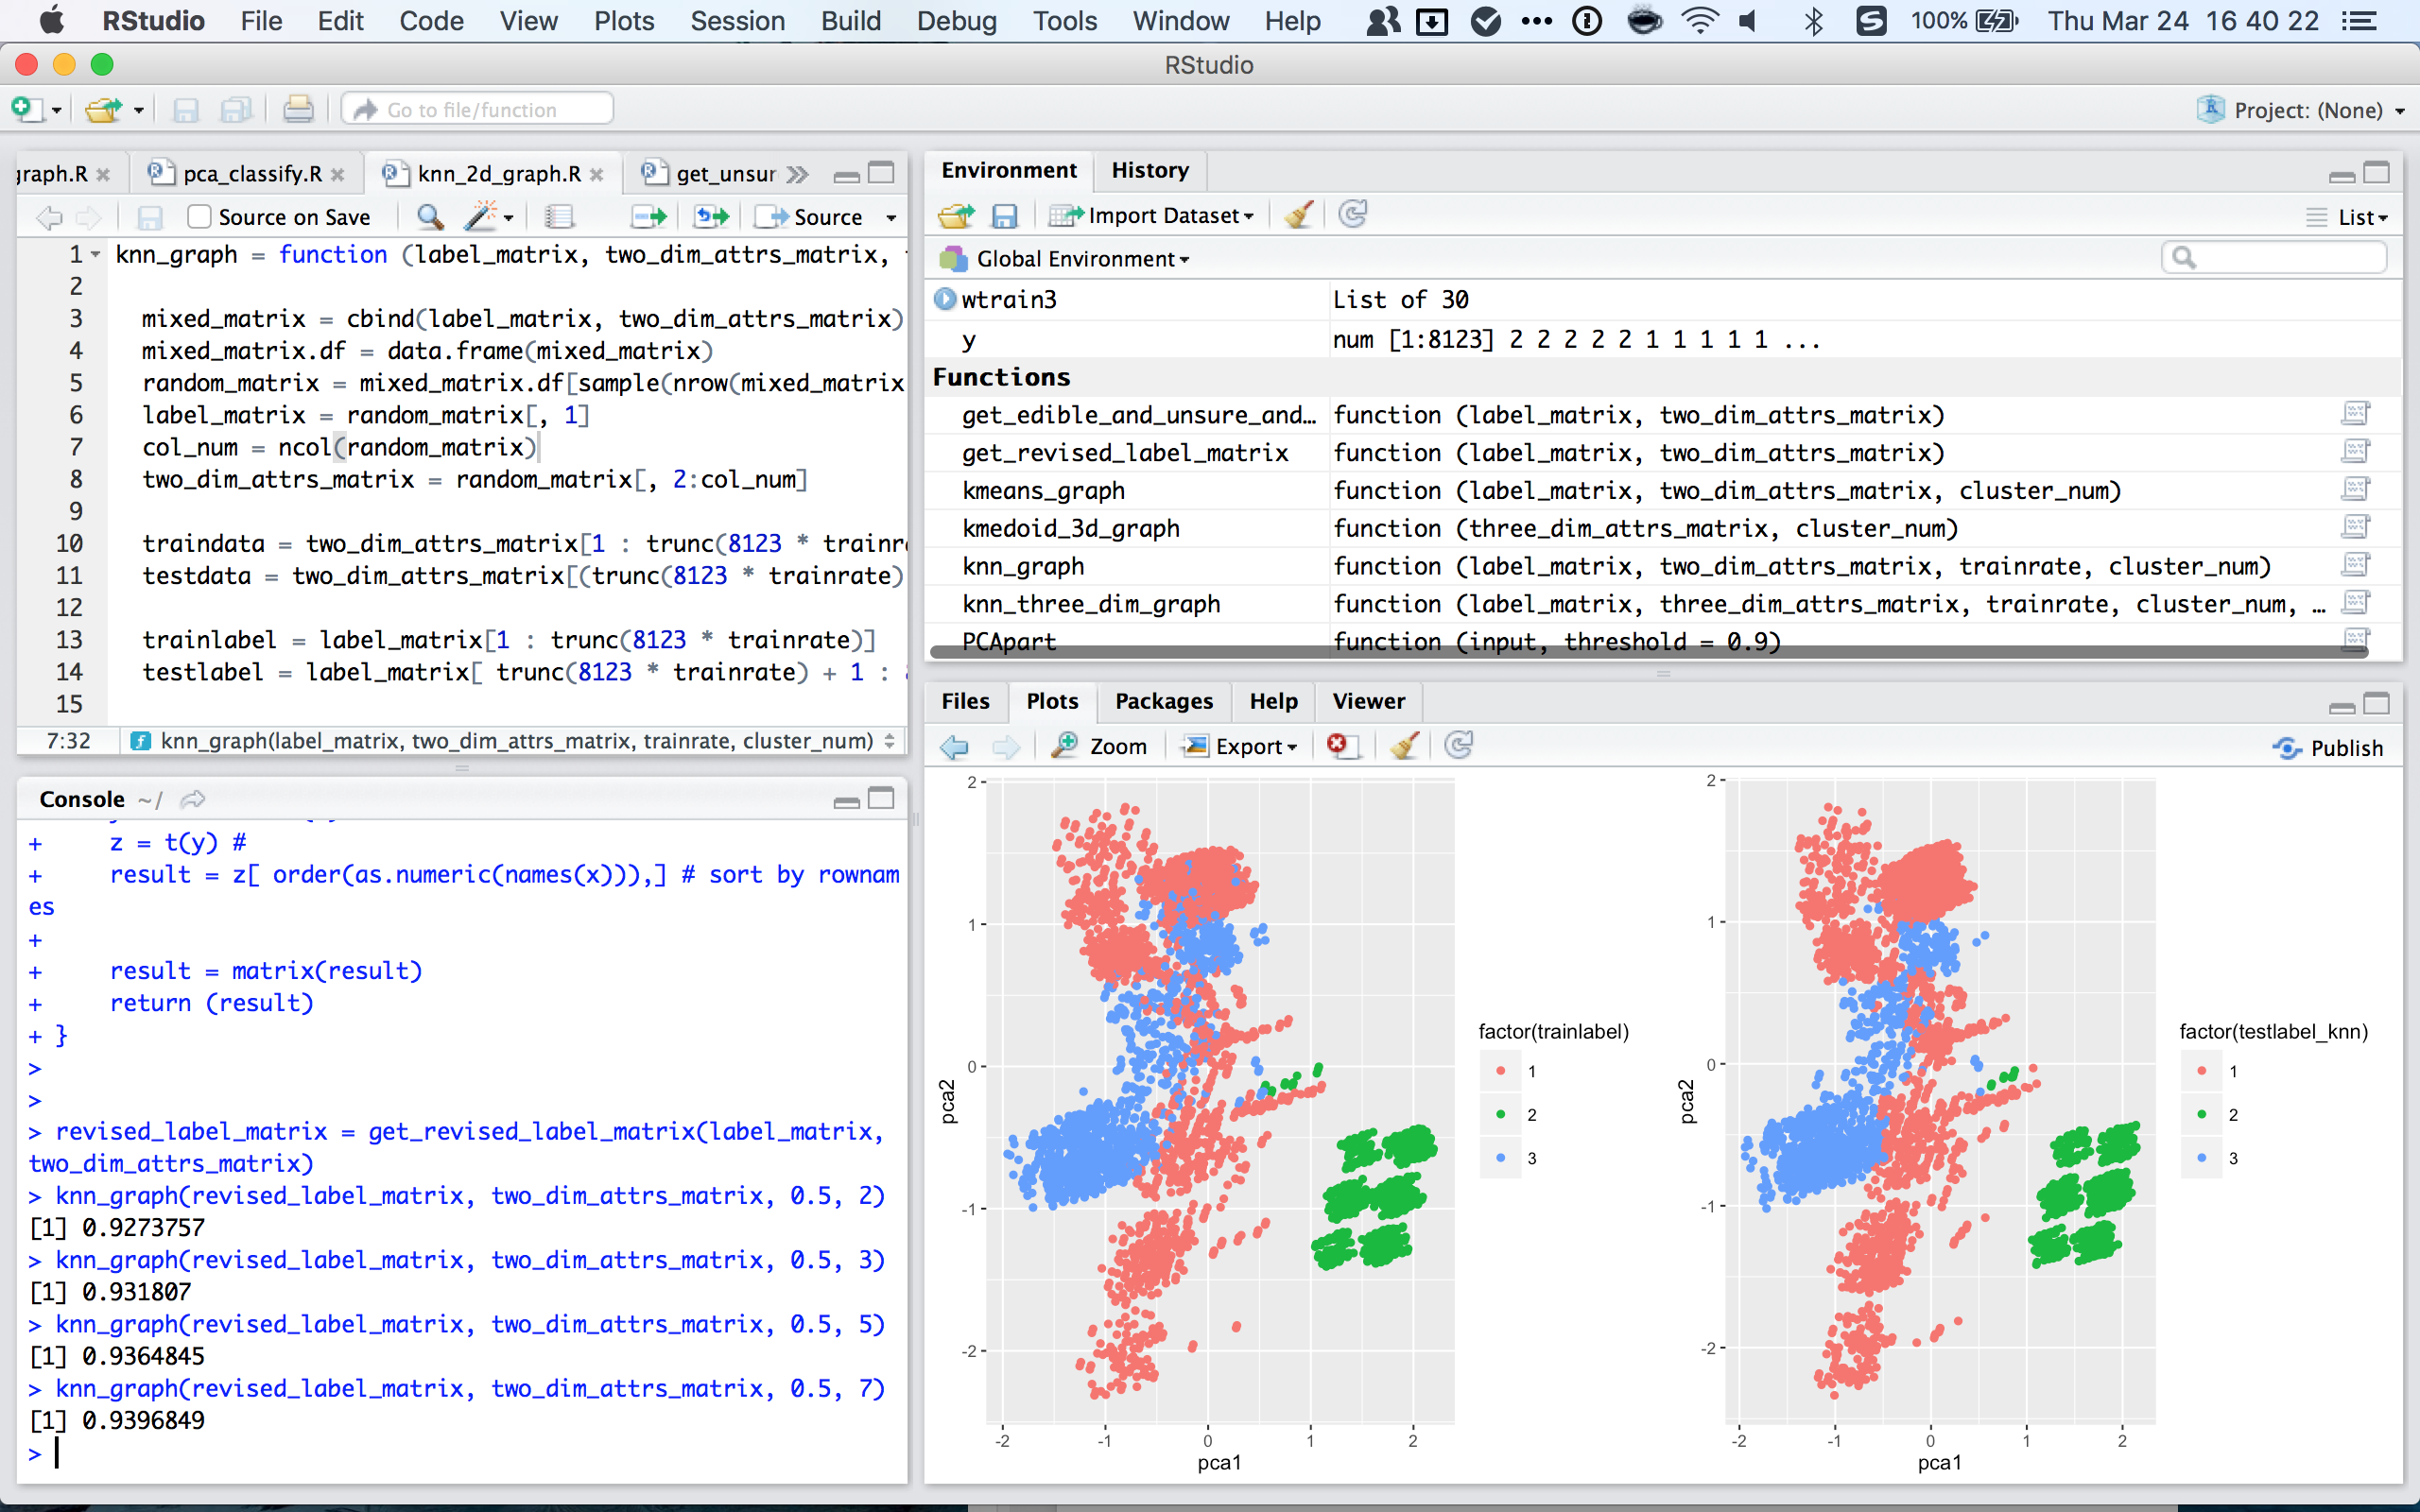 RStudio File Edit Code View Plots Session Build Debug Tools Window Help 100% Thu Mar 24 16 40 22
RStudio
Go to file/function
Project: (None)
graph.R
pca_classify.R
knn_2d_graph.R
get_unsur
Source on Save
Source
1 knn_graph = function (label_matrix, two_dim_attrs_matrix,
2
3 mixed_matrix = cbind(label_matrix, two_dim_attrs_matrix)
4 mixed_matrix.df = data.frame(mixed_matrix)
5 random_matrix = mixed_matrix.df[sample(nrow(mixed_matrix
6 label_matrix = random_matrix[, 1]
7 col_num = ncol(random_matrix)
8 two_dim_attrs_matrix = random_matrix[, 2:col_num]
9
10 traindata = two_dim_attrs_matrix[1 : trunc(8123 * trainr
11 testdata = two_dim_attrs_matrix[(trunc(8123 * trainrate)
12
13 trainlabel = label_matrix[1 : trunc(8123 * trainrate)]
14 testlabel = label_matrix[ trunc(8123 * trainrate) + 1 :
15
7:32 knn_graph(label_matrix, two_dim_attrs_matrix, trainrate, cluster_num)
Console ~/
+ z = t(y) #
+ result = z[ order(as.numeric(names(x))),] # sort by rownam
es
+
+ result = matrix(result)
+ return (result)
+ }
>
>
> revised_label_matrix = get_revised_label_matrix(label_matrix,
two_dim_attrs_matrix)
> knn_graph(revised_label_matrix, two_dim_attrs_matrix, 0.5, 2)
[1] 0.9273757
> knn_graph(revised_label_matrix, two_dim_attrs_matrix, 0.5, 3)
[1] 0.931807
> knn_graph(revised_label_matrix, two_dim_attrs_matrix, 0.5, 5)
[1] 0.9364845
> knn_graph(revised_label_matrix, two_dim_attrs_matrix, 0.5, 7)
[1] 0.9396849
>
Environment History
Import Dataset
List
Global Environment
wtrain3 List of 30
y num [1:8123] 2 2 2 2 2 1 1 1 1 1 ...
Functions
get_edible_and_unsure_and… function (label_matrix, two_dim_attrs_matrix)
get_revised_label_matrix function (label_matrix, two_dim_attrs_matrix)
kmeans_graph function (label_matrix, two_dim_attrs_matrix, cluster_num)
kmedoid_3d_graph function (three_dim_attrs_matrix, cluster_num)
knn_graph function (label_matrix, two_dim_attrs_matrix, trainrate, cluster_num)
knn_three_dim_graph function (label_matrix, three_dim_attrs_matrix, trainrate, cluster_num, …
PCApart function (input, threshold = 0.9)
Files Plots Packages Help Viewer
Zoom Export Publish
2
1
0
-1
-2
pca2
-2 -1 0 1 2
pca1
factor(trainlabel)
1
2
3
2
1
0
-1
-2
pca2
-2 -1 0 1 2
pca1
factor(testlabel_knn)
1
2
3